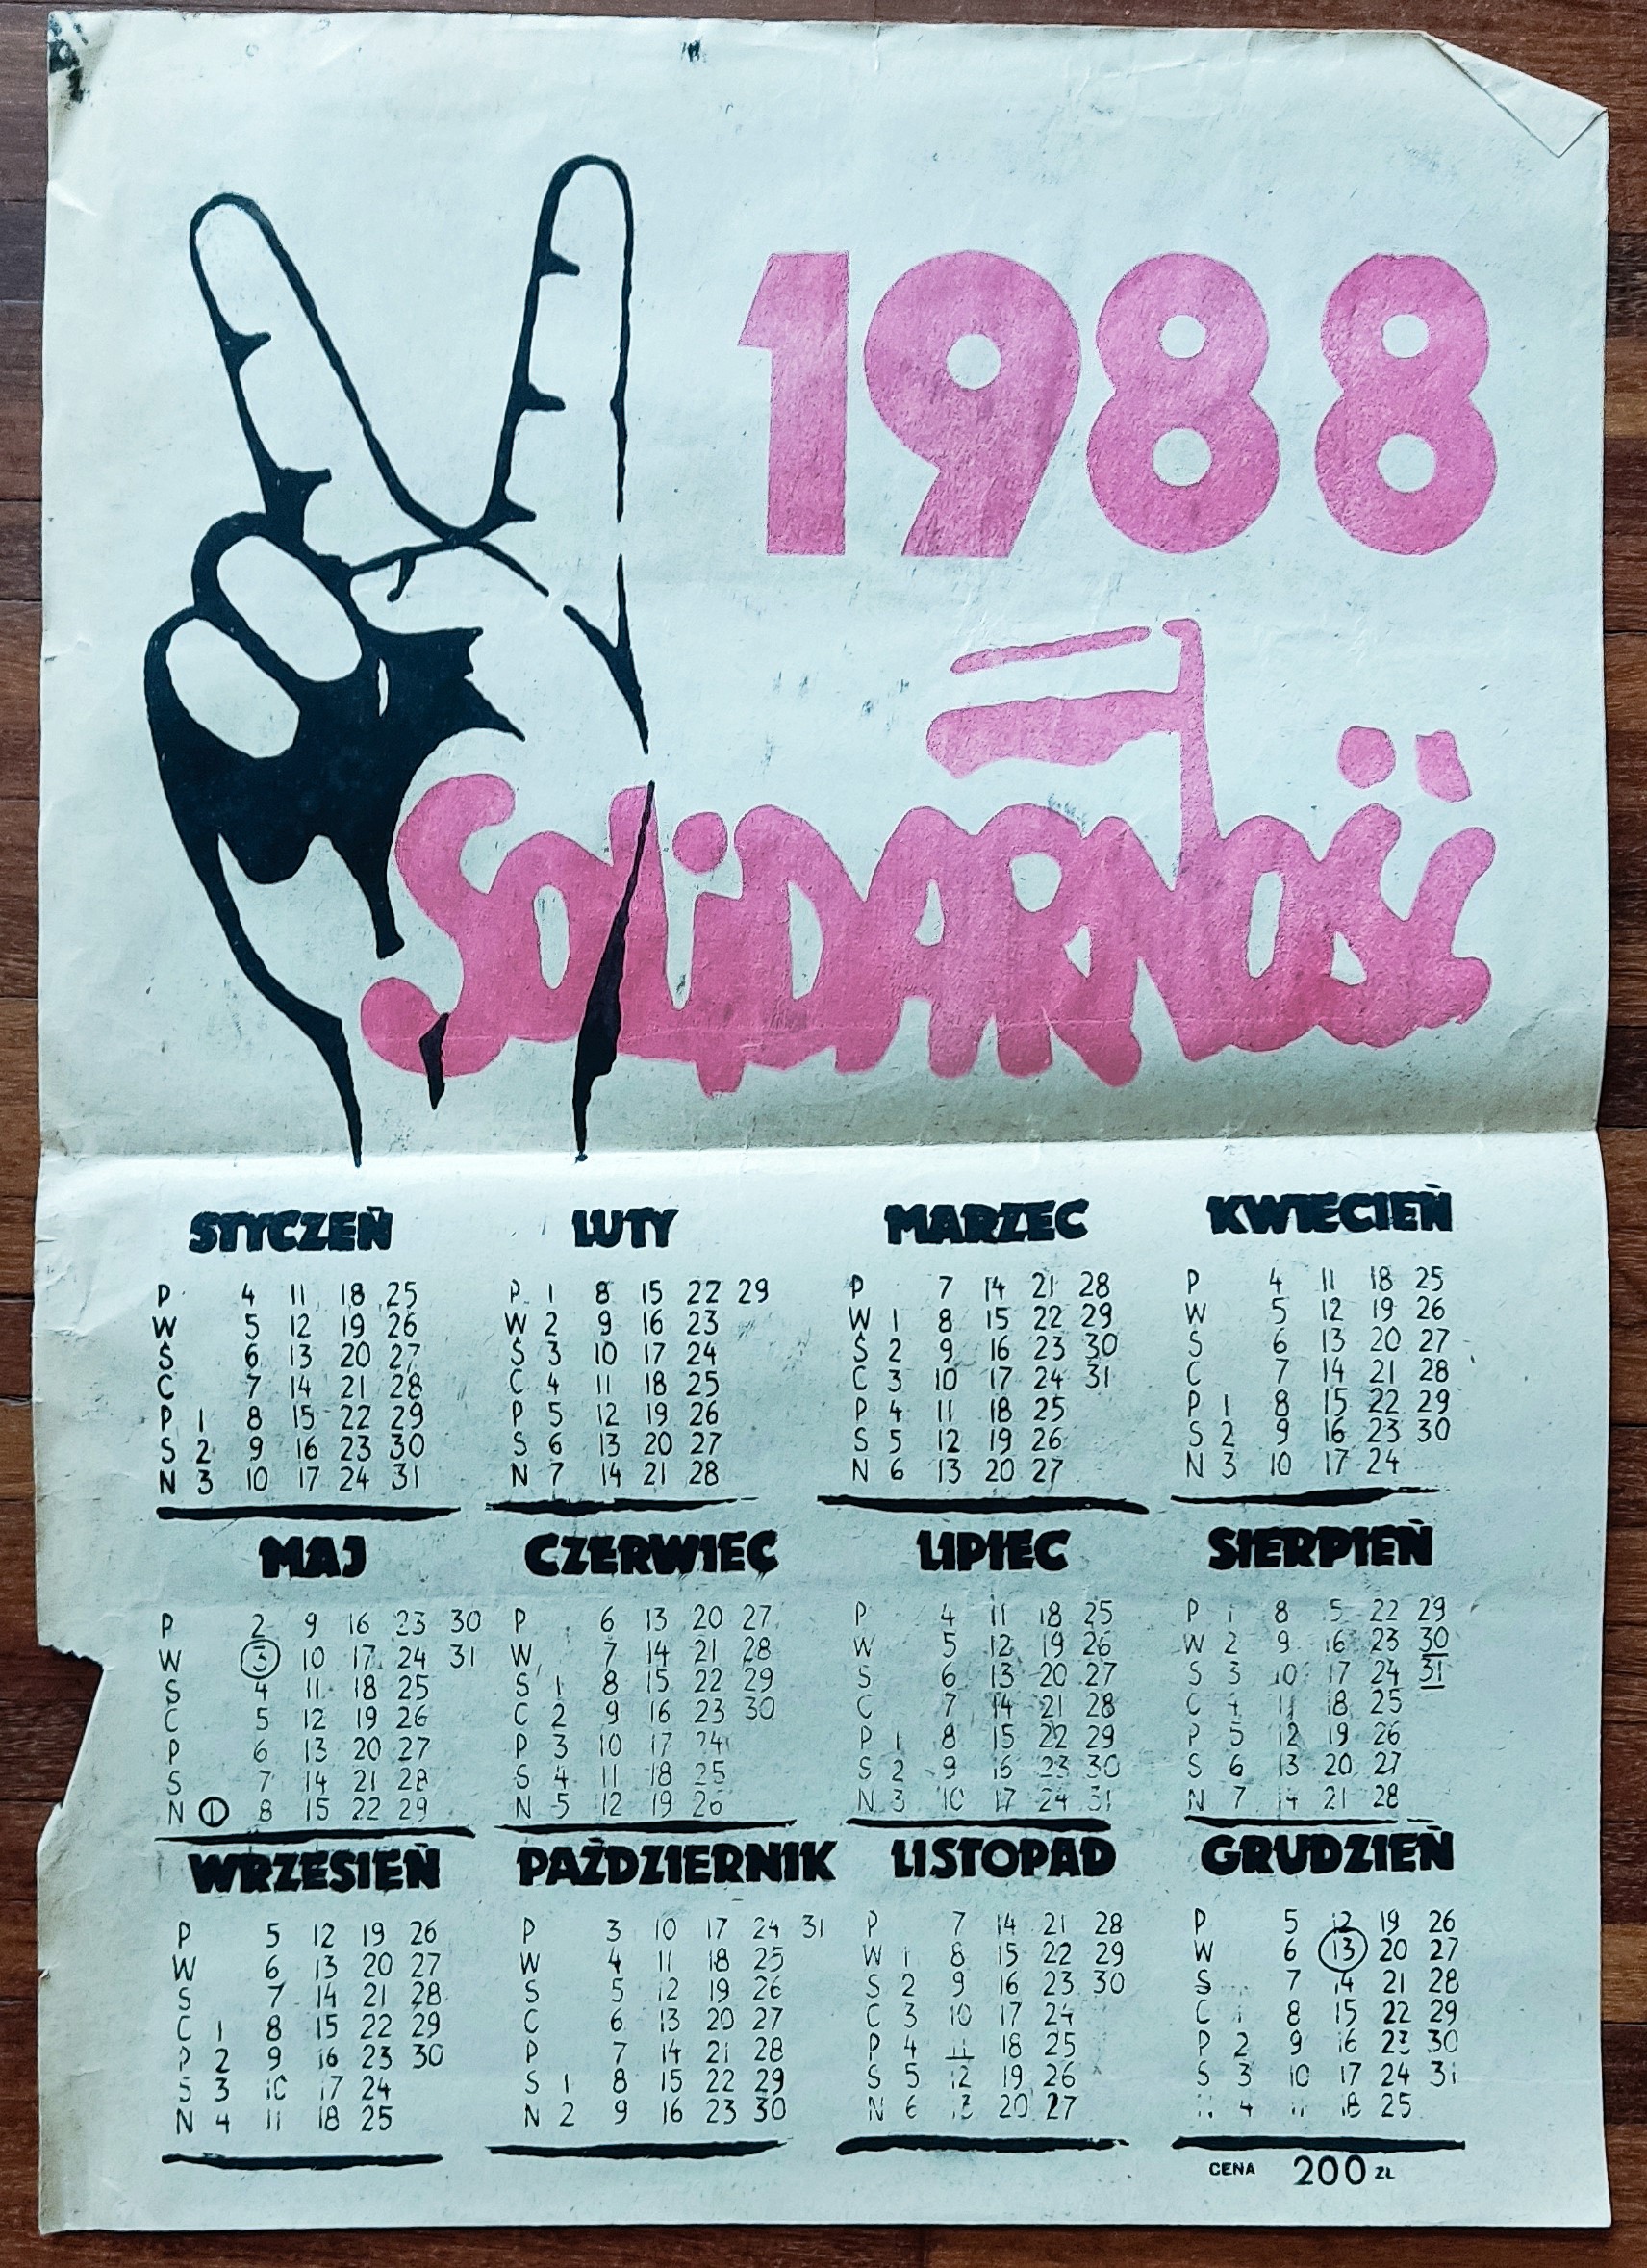 1988
SOLIDARNOŚĆ
STYCZEŃ
P 4 11 18 25
W 5 12 19 26
Ś 6 13 20 27
C 7 14 21 28
P 1 8 15 22 29
S 2 9 16 23 30
N 3 10 17 24 31
LUTY
P 1 8 15 22 29
W 2 9 16 23
Ś 3 10 17 24
C 4 11 18 25
P 5 12 19 26
S 6 13 20 27
N 7 14 21 28
MARZEC
P 7 14 21 28
W 1 8 15 22 29
Ś 2 9 16 23 30
C 3 10 17 24 31
P 4 11 18 25
S 5 12 19 26
N 6 13 20 27
KWIECIEŃ
P 4 11 18 25
W 5 12 19 26
S 6 13 20 27
C 7 14 21 28
P 1 8 15 22 29
S 2 9 16 23 30
N 3 10 17 24
MAJ
P 2 9 16 23 30
W 3 10 17 24 31
S 4 11 18 25
C 5 12 19 26
P 6 13 20 27
S 7 14 21 28
N 1 8 15 22 29
CZERWIEC
P 6 13 20 27
W 7 14 21 28
S 1 8 15 22 29
C 2 9 16 23 30
P 3 10 17 24
S 4 11 18 25
N 5 12 19 26
LIPIEC
P 4 11 18 25
W 5 12 19 26
S 6 13 20 27
C 7 14 21 28
P 1 8 15 22 29
S 2 9 16 23 30
N 3 10 17 24 31
SIERPIEŃ
P 1 8 15 22 29
W 2 9 16 23 30
S 3 10 17 24 31
C 4 11 18 25
P 5 12 19 26
S 6 13 20 27
N 7 14 21 28
WRZESIEŃ
P 5 12 19 26
W 6 13 20 27
S 7 14 21 28
C 1 8 15 22 29
P 2 9 16 23 30
S 3 10 17 24
N 4 11 18 25
PAŹDZIERNIK
P 3 10 17 24 31
W 4 11 18 25
S 5 12 19 26
C 6 13 20 27
P 7 14 21 28
S 1 8 15 22 29
N 2 9 16 23 30
LISTOPAD
P 7 14 21 28
W 1 8 15 22 29
S 2 9 16 23 30
C 3 10 17 24
P 4 11 18 25
S 5 12 19 26
N 6 13 20 27
GRUDZIEŃ
P 5 12 19 26
W 6 13 20 27
S 7 14 21 28
C 1 8 15 22 29
P 2 9 16 23 30
S 3 10 17 24 31
N 4 11 18 25
CENA 200 ZŁ